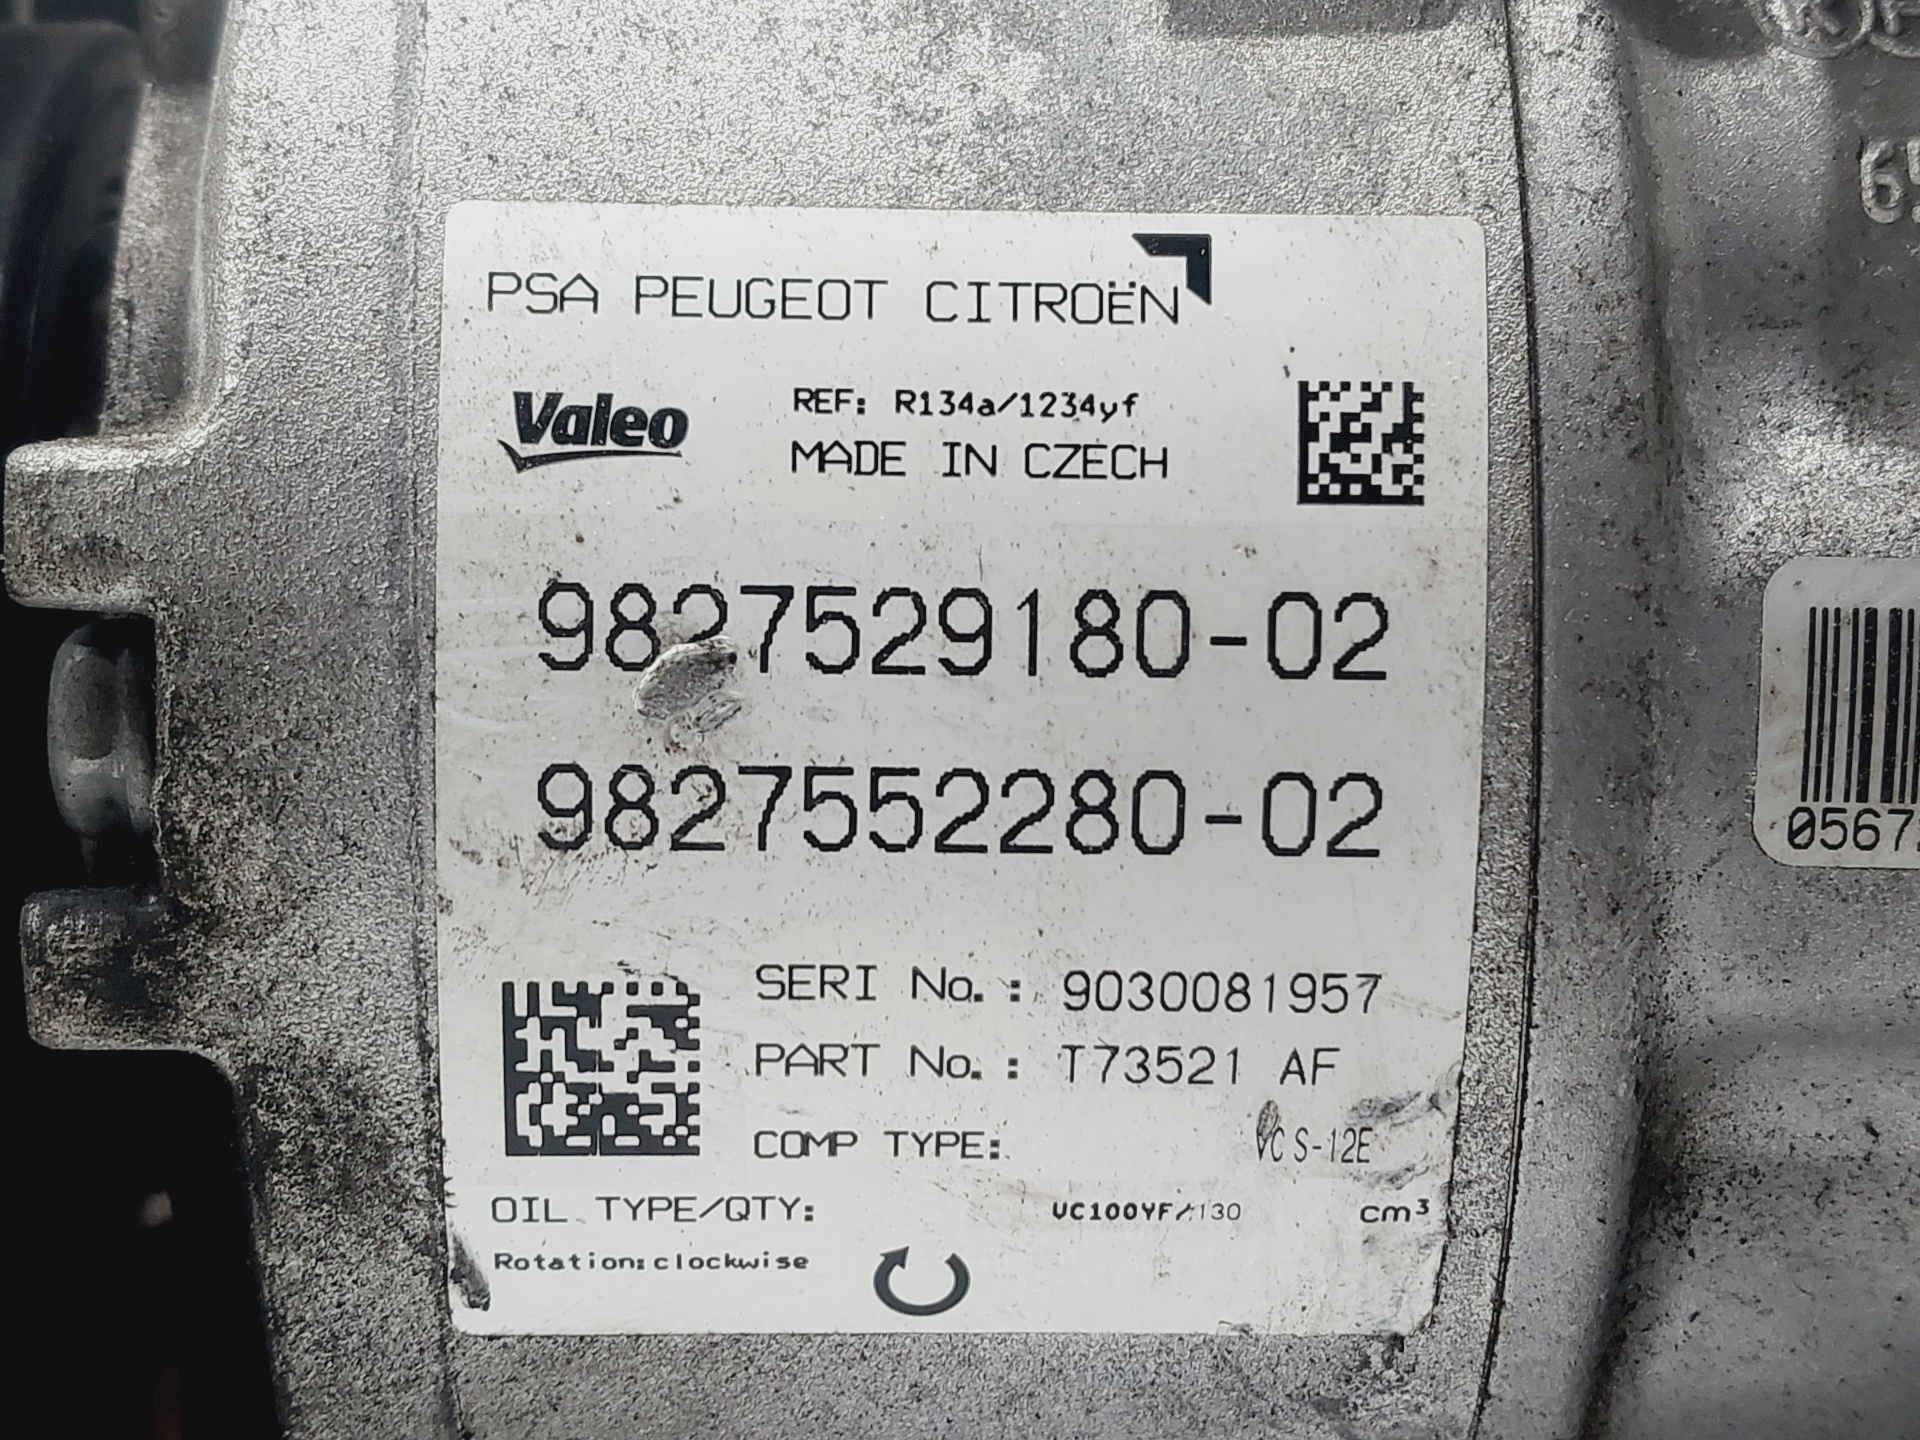 PSA PEUGEOT CITROËN
Valeo
REF: R134a/1234yf
MADE IN CZECH
9827529180-02
9827552280-02
SERI No. : 9030081957
PART No. : T73521 AF
COMP TYPE: VCS-12E
OIL TYPE/QTY: VC100YF/130 cm³
Rotation:clockwise